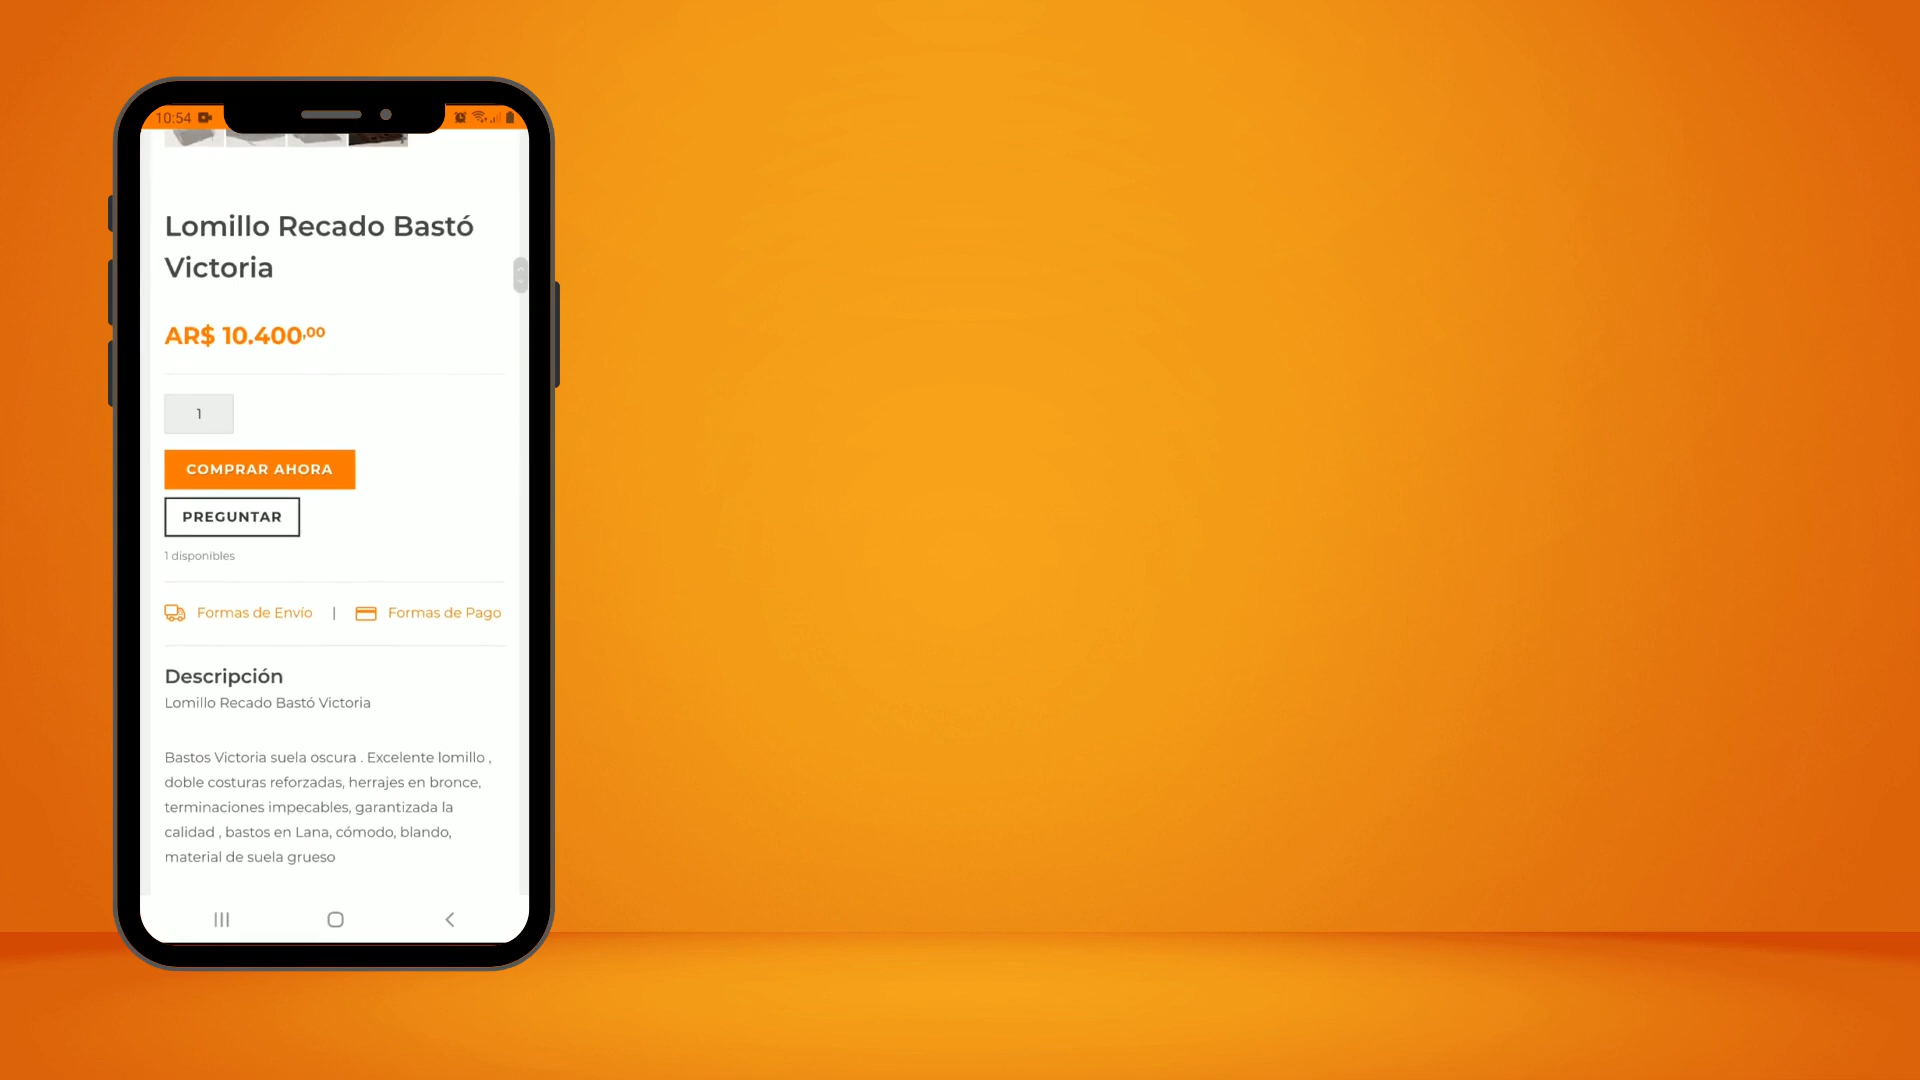 10:54
Lomillo Recado Bastó
Victoria
AR$ 10.400,00
1
COMPRAR AHORA
PREGUNTAR
1 disponibles
Formas de Envío | Formas de Pago
Descripción
Lomillo Recado Bastó Victoria
Bastos Victoria suela oscura . Excelente lomillo ,
doble costuras reforzadas, herrajes en bronce,
terminaciones impecables, garantizada la
calidad , bastos en Lana, cómodo, blando,
material de suela grueso